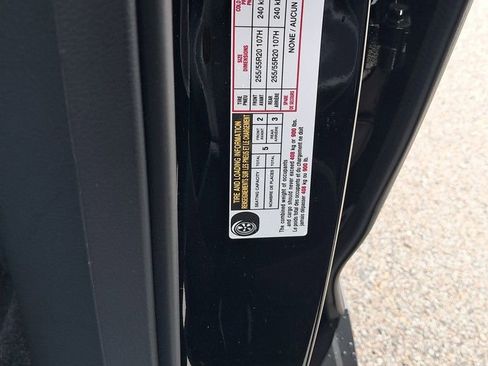 TIRE AND LOADING INFORMATION
RENSEIGNEMENTS SUR LES PNEUS ET LE CHARGEMENT
SEATING CAPACITY TOTAL
NOMBRE DE PLACES TOTAL
5
FRONT
AVANT 2
REAR
ARRIÈRE 3
The combined weight of occupants
and cargo should never exceed 408 kg or 900 lbs.
Le poids total des occupants et du chargement ne doit
jamais dépasser 408 kg ou 900 lb.
TIRE
PNEU
SIZE
DIMENSIONS
COLD
FRONT
AVANT
255/55R20 107H
240
REAR
ARRIÈRE
255/55R20 107H
240
SPARE
DE SECOURS
NONE / AUCUN